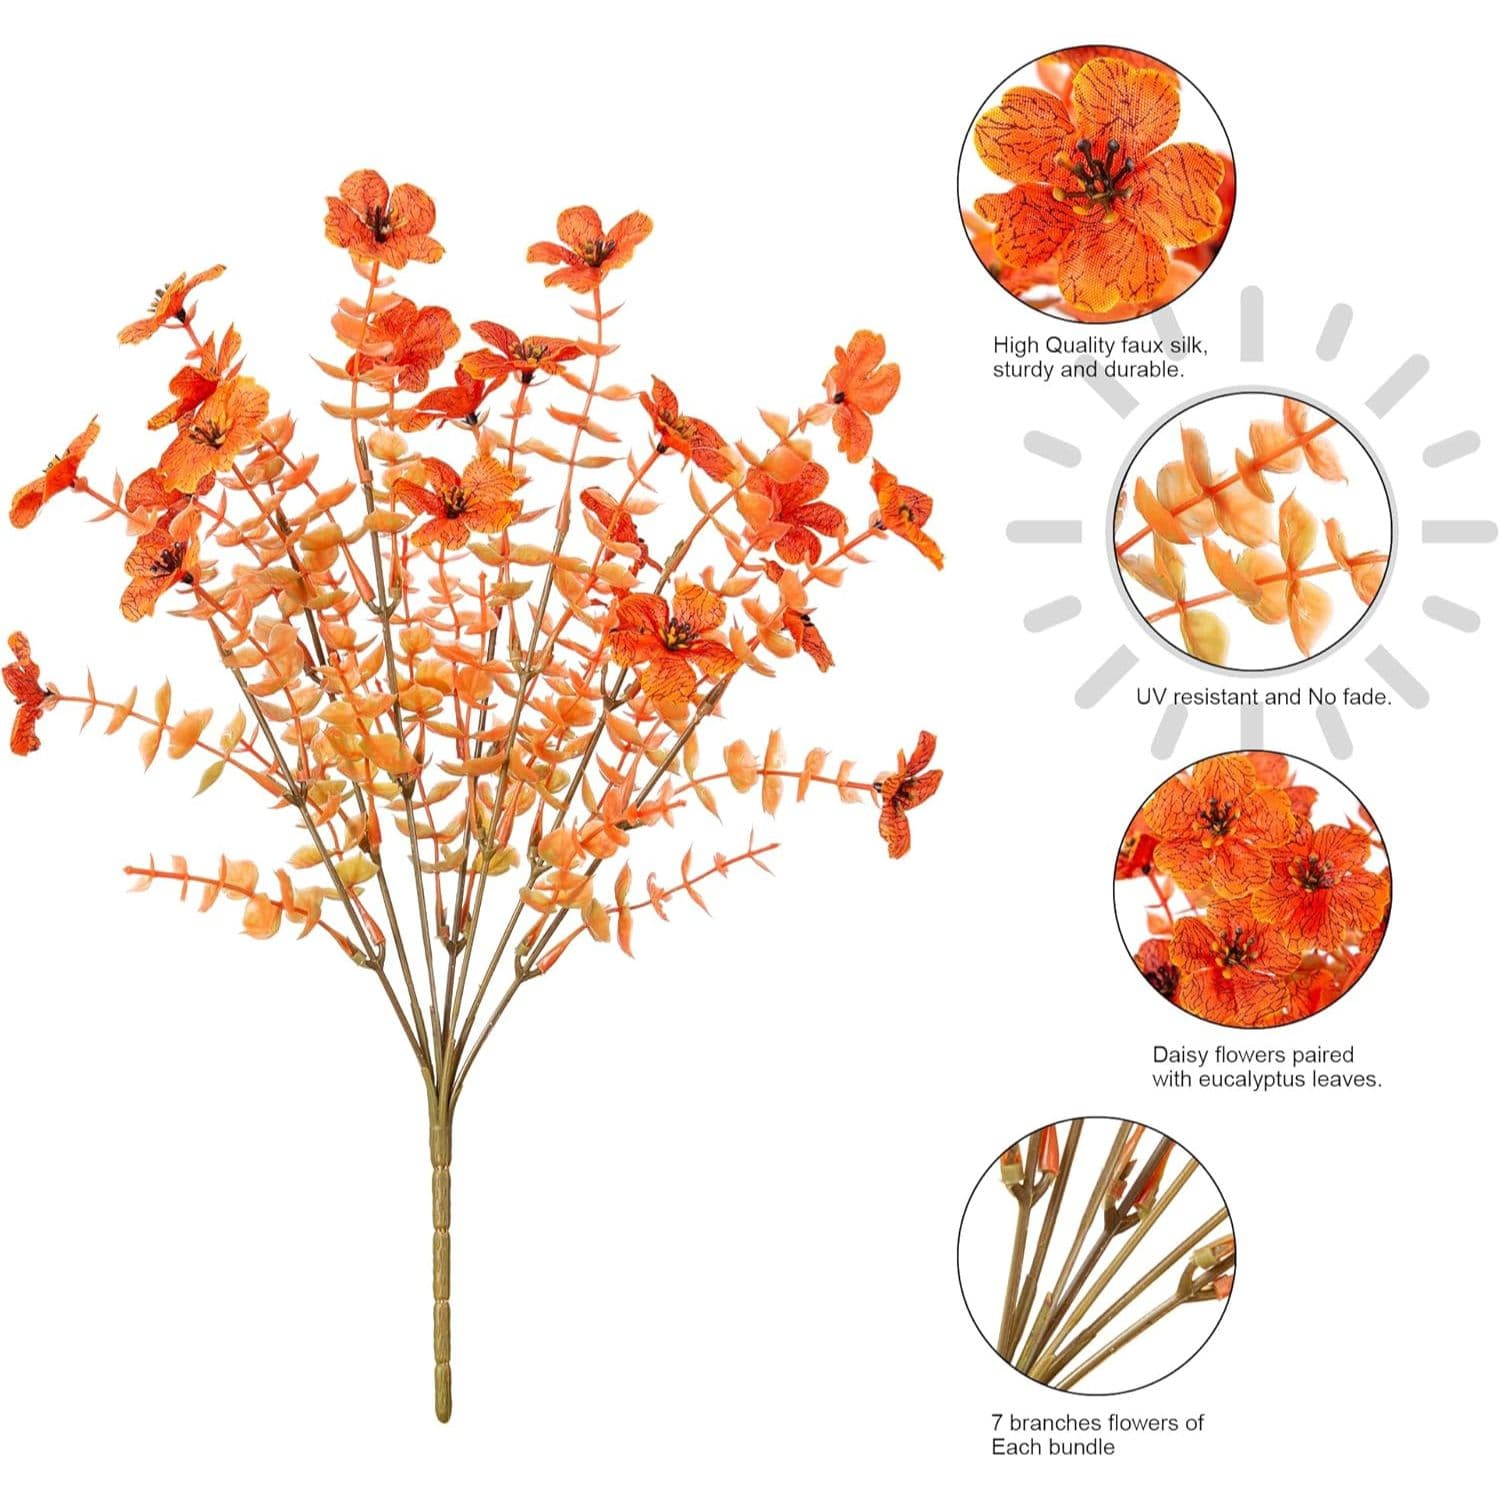 High Quality faux silk,
sturdy and durable.
UV resistant and No fade.
Daisy flowers paired
with eucalyptus leaves.
7 branches flowers of
Each bundle